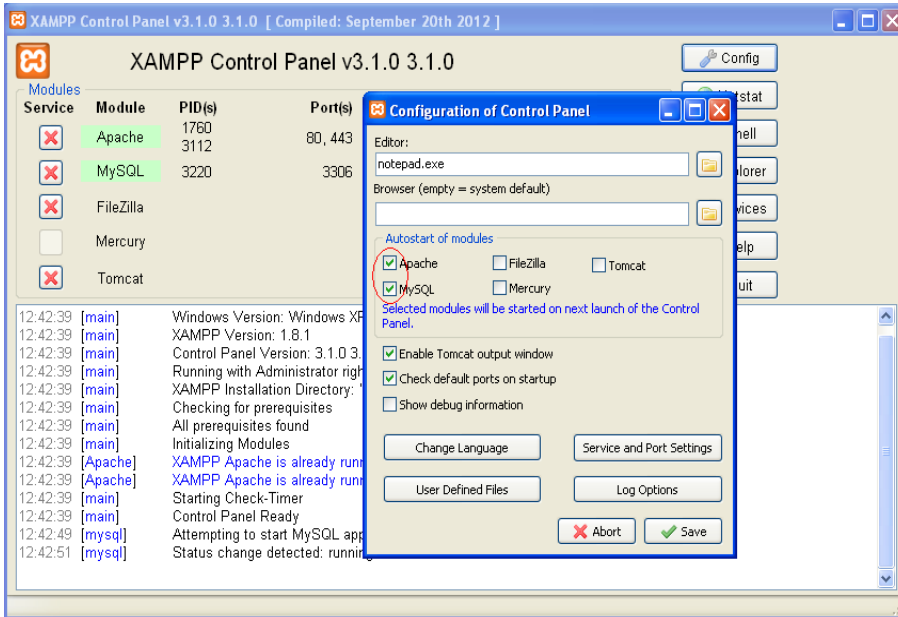 XAMPP Control Panel v3.1.0 3.1.0 [ Compiled: September 20th 2012 ]
XAMPP Control Panel v3.1.0 3.1.0
Config
Modules
Service Module PID(s) Port(s)
Apache 1760 80, 443
3112
MySQL 3220 3306
FileZilla
Mercury
Tomcat
tstat
hell
lorer
vices
elp
uit
Configuration of Control Panel
Editor:
notepad.exe
Browser (empty = system default)
Autostart of modules
Apache FileZilla Tomcat
MySQL Mercury
Selected modules will be started on next launch of the Control
Panel.
Enable Tomcat output window
Check default ports on startup
Show debug information
Change Language Service and Port Settings
User Defined Files Log Options
Abort Save
12:42:39 [main] Windows Version: Windows XP
12:42:39 [main] XAMPP Version: 1.8.1
12:42:39 [main] Control Panel Version: 3.1.0 3.
12:42:39 [main] Running with Administrator righ
12:42:39 [main] XAMPP Installation Directory: "
12:42:39 [main] Checking for prerequisites
12:42:39 [main] All prerequisites found
12:42:39 [main] Initializing Modules
12:42:39 [Apache] XAMPP Apache is already runn
12:42:39 [Apache] XAMPP Apache is already runn
12:42:39 [main] Starting Check-Timer
12:42:39 [main] Control Panel Ready
12:42:49 [mysql] Attempting to start MySQL app
12:42:51 [mysql] Status change detected: running